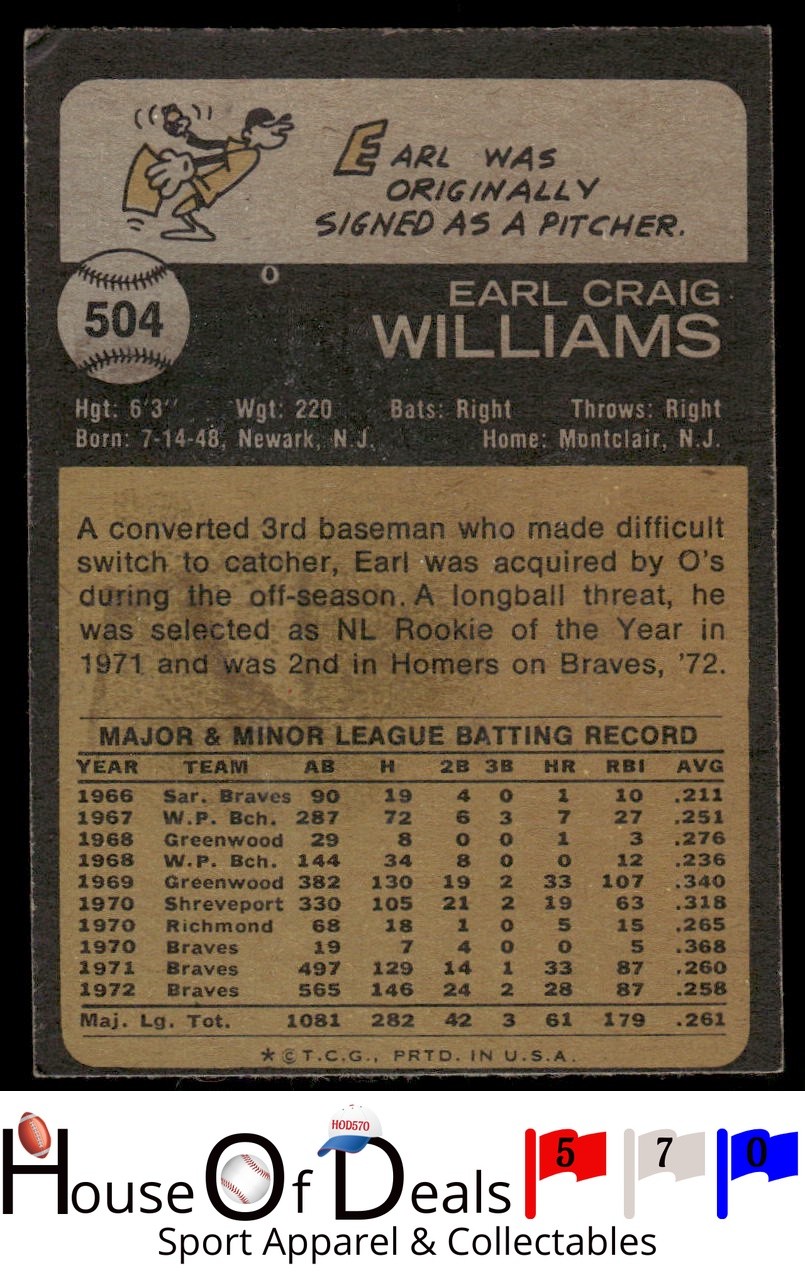 EARL WAS
ORIGINALLY
SIGNED AS A PITCHER.
504
EARL CRAIG
WILLIAMS
Hgt: 6'3'' Wgt: 220 Bats: Right Throws: Right
Born: 7-14-48, Newark, N.J. Home: Montclair, N.J.
A converted 3rd baseman who made difficult
switch to catcher, Earl was acquired by O's
during the off-season. A longball threat, he
was selected as NL Rookie of the Year in
1971 and was 2nd in Homers on Braves, '72.
MAJOR & MINOR LEAGUE BATTING RECORD
YEAR TEAM AB H 2B 3B HR RBI AVG
1966 Sar. Braves 90 19 4 0 1 10 .211
1967 W.P. Bch. 287 72 6 3 7 27 .251
1968 Greenwood 29 8 0 0 1 3 .276
1968 W.P. Bch. 144 34 8 0 0 12 .236
1969 Greenwood 382 130 19 2 33 107 .340
1970 Shreveport 330 105 21 2 19 63 .318
1970 Richmond 68 18 1 0 5 15 .265
1970 Braves 19 7 4 0 0 5 .368
1971 Braves 497 129 14 1 33 87 .260
1972 Braves 565 146 24 2 28 87 .258
Maj. Lg. Tot. 1081 282 42 3 61 179 .261
*©T.C.G., PRTD. IN U.S.A.
HOD570
House Of Deals 5 7 0
Sport Apparel & Collectables